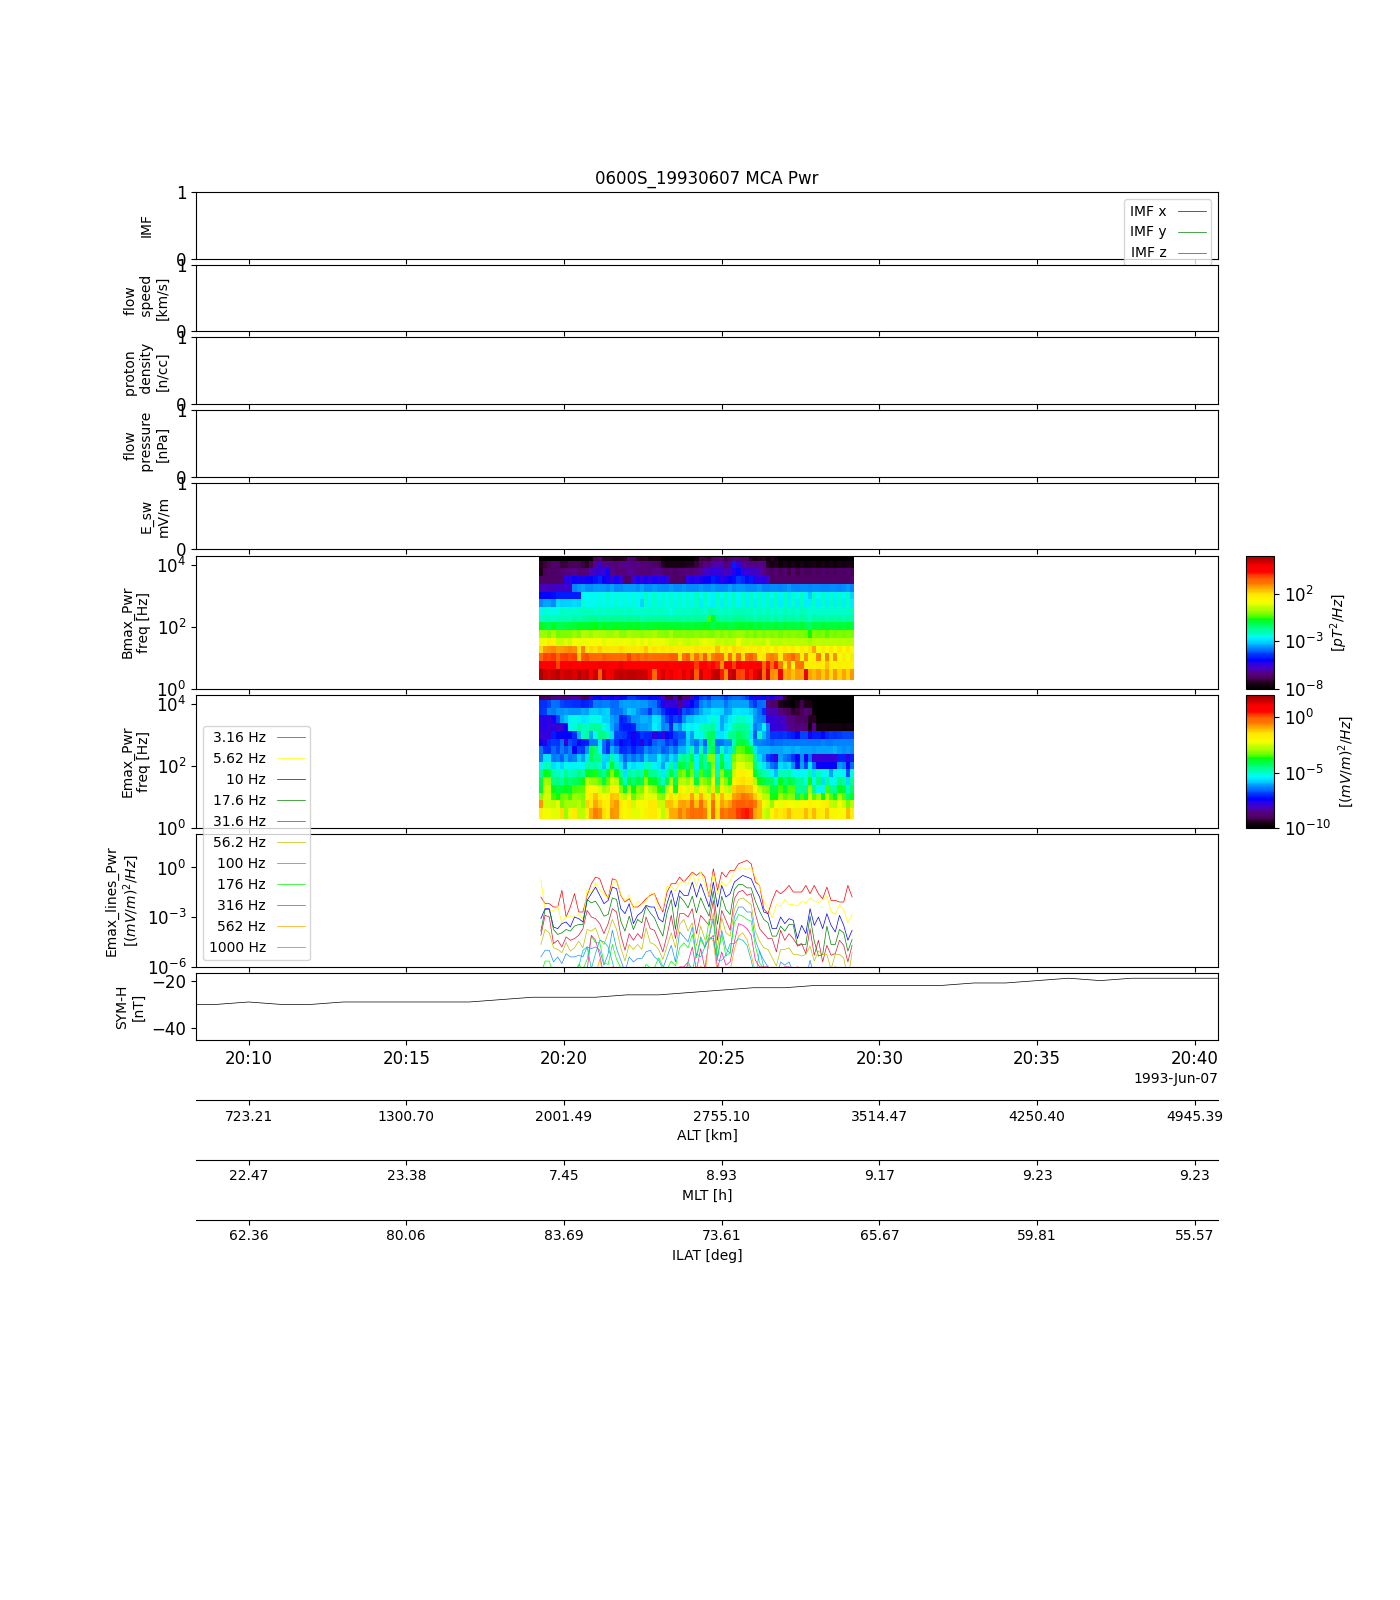 0600S_19930607 MCA Pwr
1
IMF
0
IMF x
IMF y
IMF z
1
flow
speed
[km/s]
0
1
proton
density
[n/cc]
0
1
flow
pressure
[nPa]
0
1
E_sw
mV/m
0
10^4
Bmax_Pwr
freq [Hz]
10^2
10^0
10^2
10^-3
10^-8
[pT^2/Hz]
10^4
Emax_Pwr
freq [Hz]
10^2
10^0
10^0
10^-5
10^-10
[(mV/m)^2/Hz]
3.16 Hz
5.62 Hz
10 Hz
17.6 Hz
31.6 Hz
56.2 Hz
100 Hz
176 Hz
316 Hz
562 Hz
1000 Hz
10^0
Emax_lines_Pwr
[(mV/m)^2/Hz]
10^-3
10^-6
−20
SYM-H
[nT]
−40
20:10 20:15 20:20 20:25 20:30 20:35 20:40
1993-Jun-07
723.21 1300.70 2001.49 2755.10 3514.47 4250.40 4945.39
ALT [km]
22.47 23.38 7.45 8.93 9.17 9.23 9.23
MLT [h]
62.36 80.06 83.69 73.61 65.67 59.81 55.57
ILAT [deg]